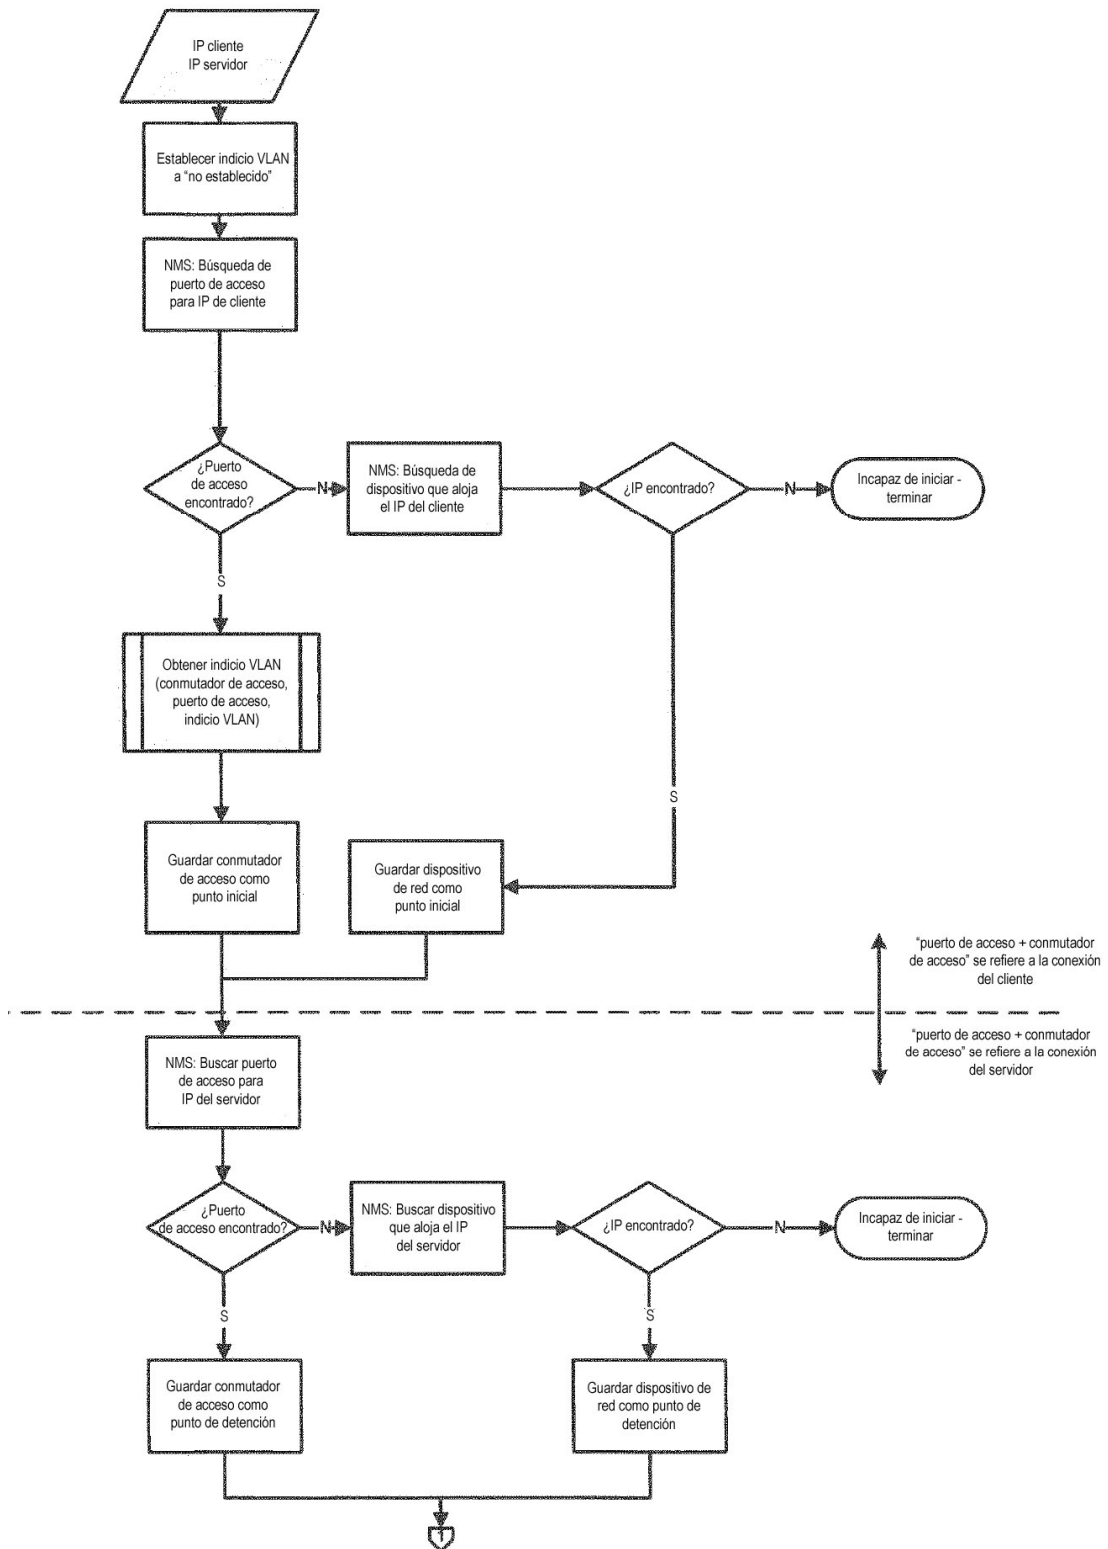 IP cliente
IP servidor
Establecer indicio VLAN
a “no establecido”
NMS: Búsqueda de
puerto de acceso
para IP de cliente
¿Puerto
de acceso
encontrado?
N
NMS: Búsqueda de
dispositivo que aloja
el IP del cliente
¿IP encontrado?
N
Incapaz de iniciar -
terminar
S
Obtener indicio VLAN
(conmutador de acceso,
puerto de acceso,
indicio VLAN)
S
Guardar conmutador
de acceso como
punto inicial
Guardar dispositivo
de red como
punto inicial
“puerto de acceso + conmutador
de acceso” se refiere a la conexión
del cliente
“puerto de acceso + conmutador
de acceso” se refiere a la conexión
del servidor
NMS: Buscar puerto
de acceso para
IP del servidor
¿Puerto
de acceso encontrado?
N
NMS: Buscar dispositivo
que aloja el IP
del servidor
¿IP encontrado?
N
Incapaz de iniciar -
terminar
S
S
Guardar conmutador
de acceso como
punto de detención
Guardar dispositivo de
red como punto de
detención
1